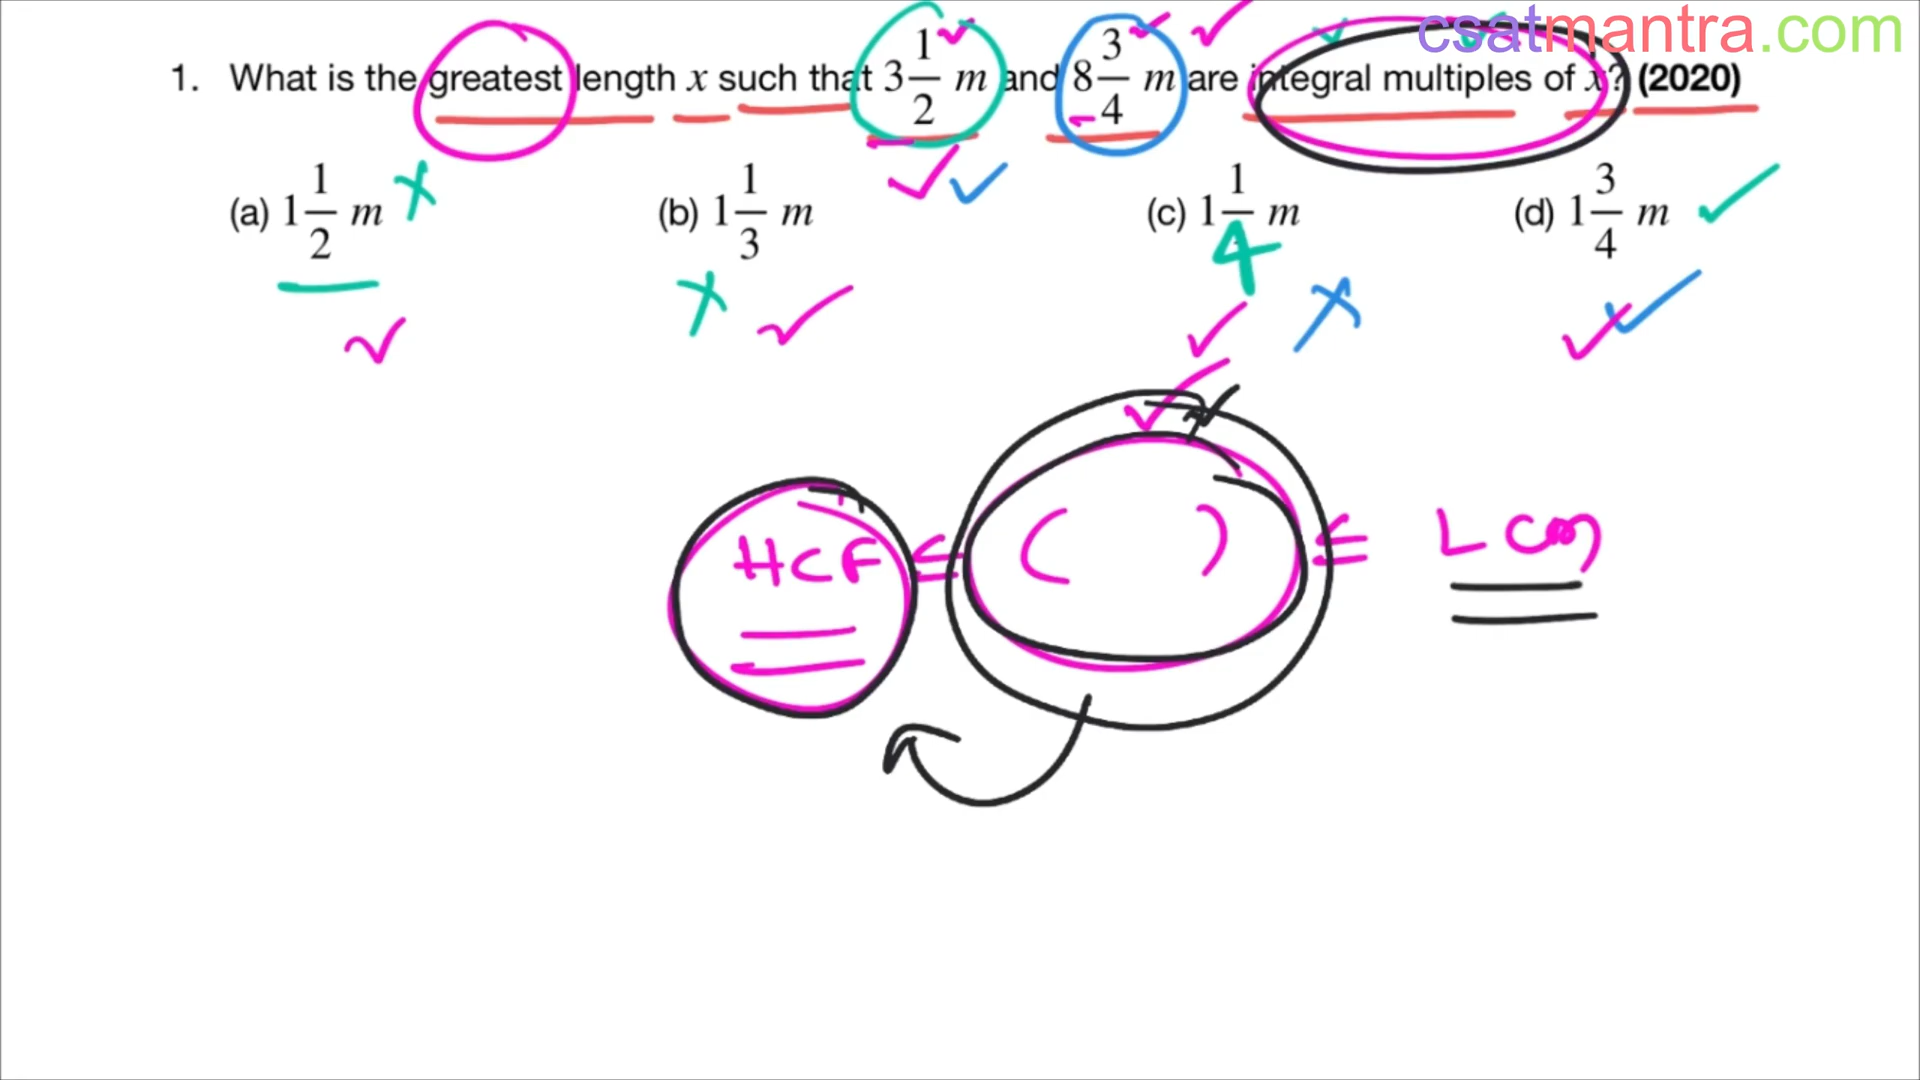 csatmantra.com
1. What is the greatest length x such that 3 1/2 m and 8 3/4 m are integral multiples of x? (2020)
(a) 1 1/2 m (b) 1 1/3 m (c) 1 1/ m (d) 1 3/4 m
4
HCF ≤ ( ) ≤ LCM